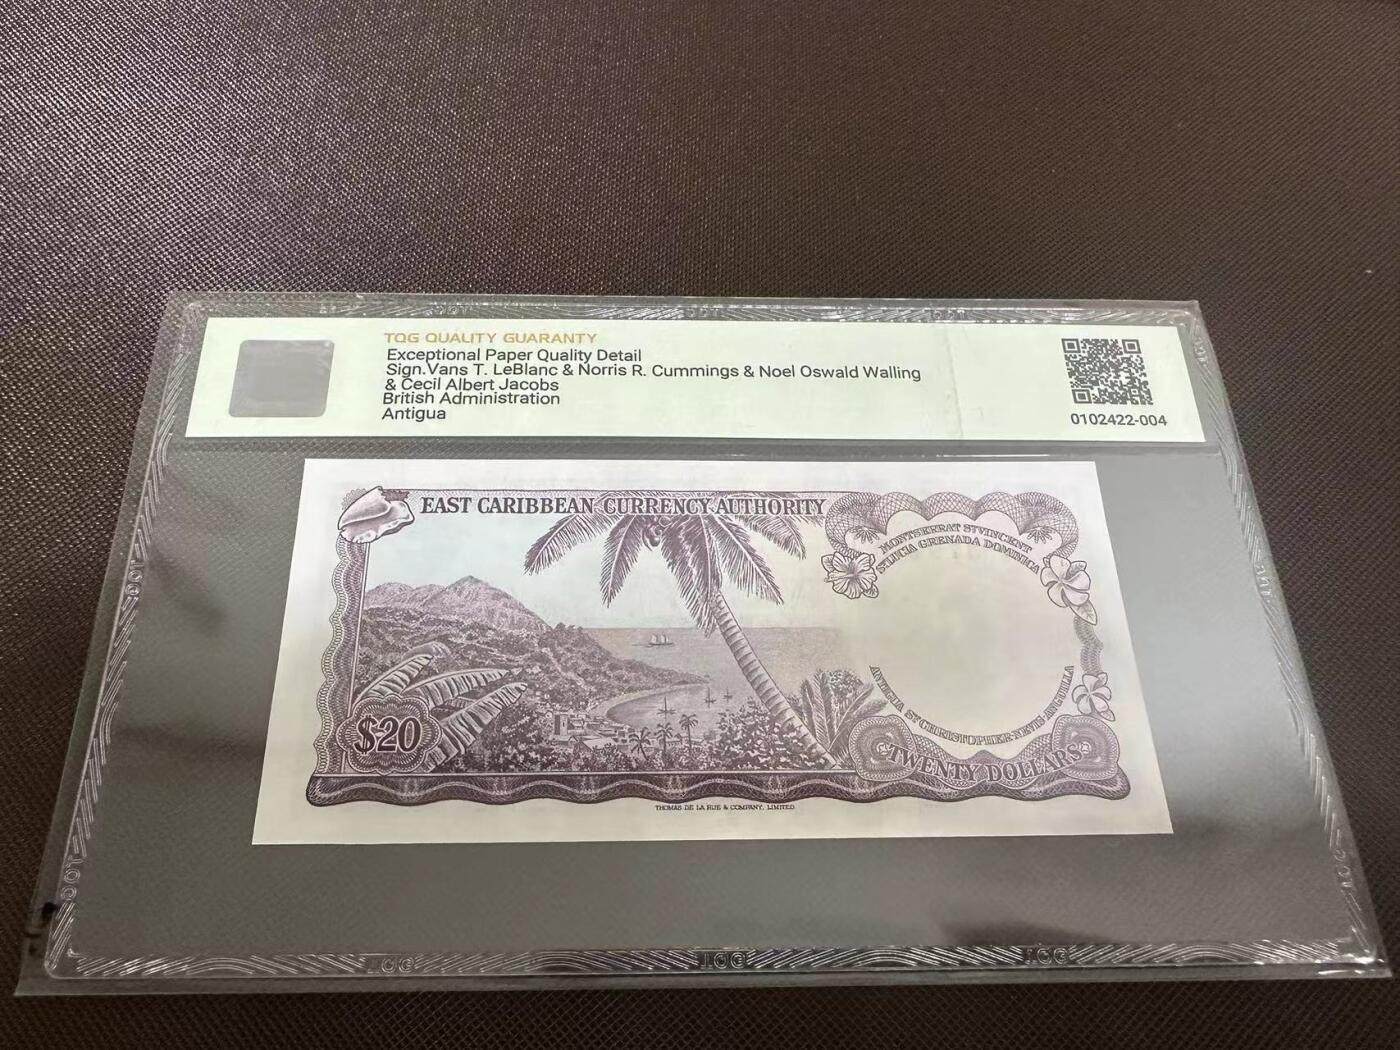 TQG QUALITY GUARANTY
Exceptional Paper Quality Detail
Sign.Vans T. LeBlanc & Norris R. Cummings & Noel Oswald Walling
& Cecil Albert Jacobs
British Administration
Antigua
0102422-004
EAST CARIBBEAN CURRENCY AUTHORITY
MONTSERRAT ST VINCENT
ST LUCIA GRENADA DOMINICA
ANTIGUA ST CHRISTOPHER-NEVIS-ANGUILLA
$20
TWENTY DOLLARS
THOMAS DE LA RUE & COMPANY, LIMITED.